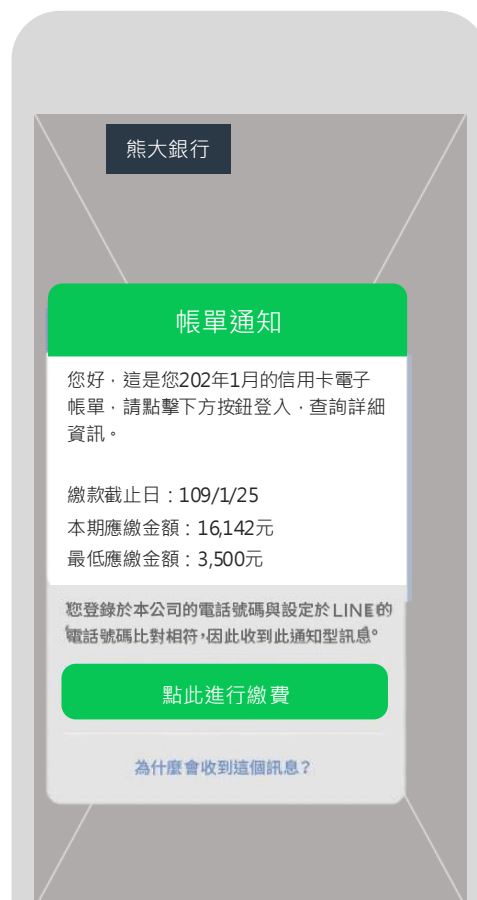 熊大銀行
帳單通知
您好，這是您202年1月的信用卡電子
帳單，請點擊下方按鈕登入，查詢詳細
資訊。
繳款截止日：109/1/25
本期應繳金額：16,142元
最低應繳金額：3,500元
您登錄於本公司的電話號碼與設定於LINE的
電話號碼比對相符，因此收到此通知型訊息。
點此進行繳費
為什麼會收到這個訊息？